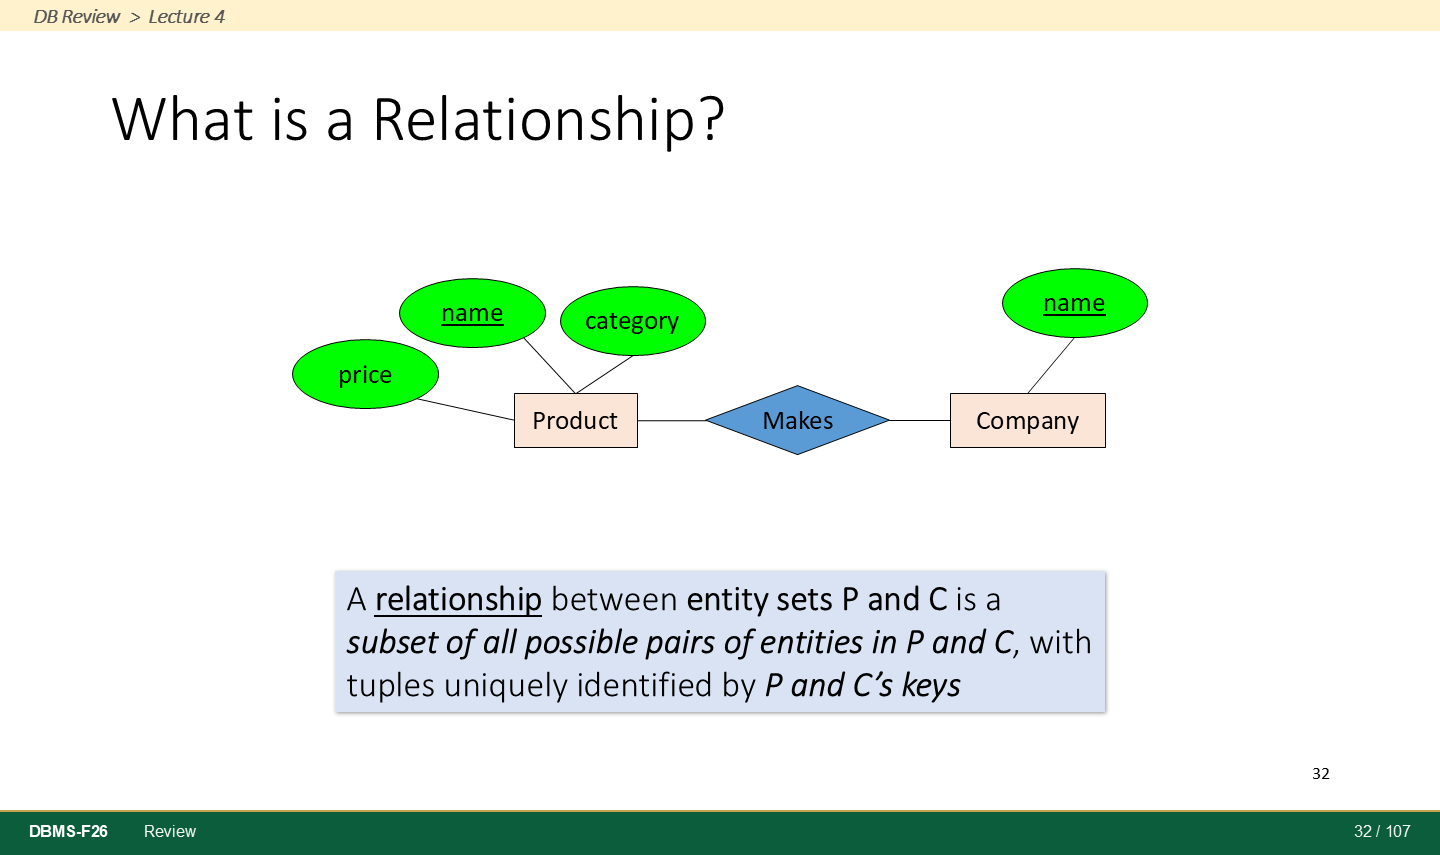 DB Review > Lecture 4
What is a Relationship?
name
category
price
name
Product
Makes
Company
A relationship between entity sets P and C is a
subset of all possible pairs of entities in P and C, with
tuples uniquely identified by P and C’s keys
32
DBMS-F26 Review 32 / 107